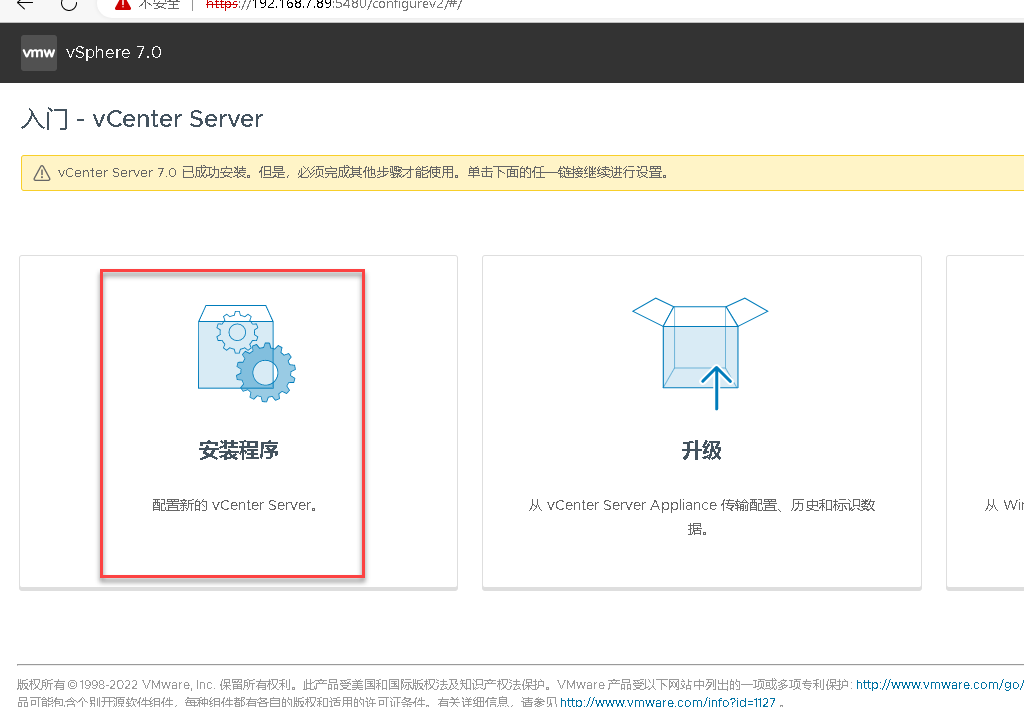 不安全 | https://192.168.7.89:5480/configurev2/#/
vmw vSphere 7.0
入门 - vCenter Server
vCenter Server 7.0 已成功安装。但是，必须完成其他步骤才能使用。单击下面的任一链接继续进行设置。
安装程序
配置新的 vCenter Server。
升级
从 vCenter Server Appliance 传输配置、历史和标识数
据。
从 Win
版权所有 © 1998-2022 VMware, Inc. 保留所有权利。此产品受美国和国际版权法及知识产权法保护。VMware 产品受以下网站中列出的一项或多项专利保护: http://www.vmware.com/go/
品可能包含个别开源软件组件，每种组件都有各自的版权和适用的许可证条件。有关详细信息，请参见 http://www.vmware.com/info?id=1127 。